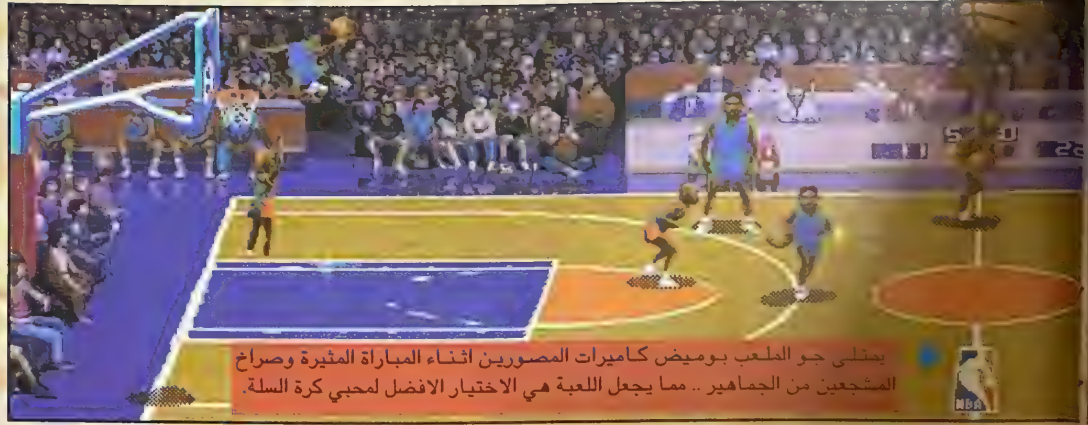 يمتلى جو الملعب بوميض كاميرات المصورين اثناء المباراة المثيرة وصراخ
المشجعين من الجماهير .. مما يجعل اللعبة هي الاختيار الافضل لمحبي كرة السلة.
NBA